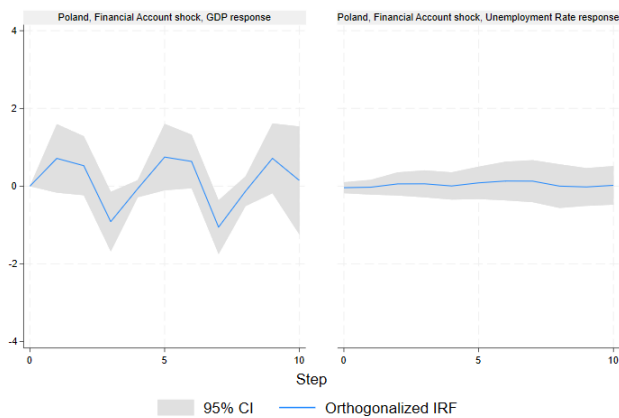 Poland, Financial Account shock, GDP response
Poland, Financial Account shock, Unemployment Rate response
4
2
0
-2
-4
0 5 10
0 5 10
Step
95% CI
Orthogonalized IRF